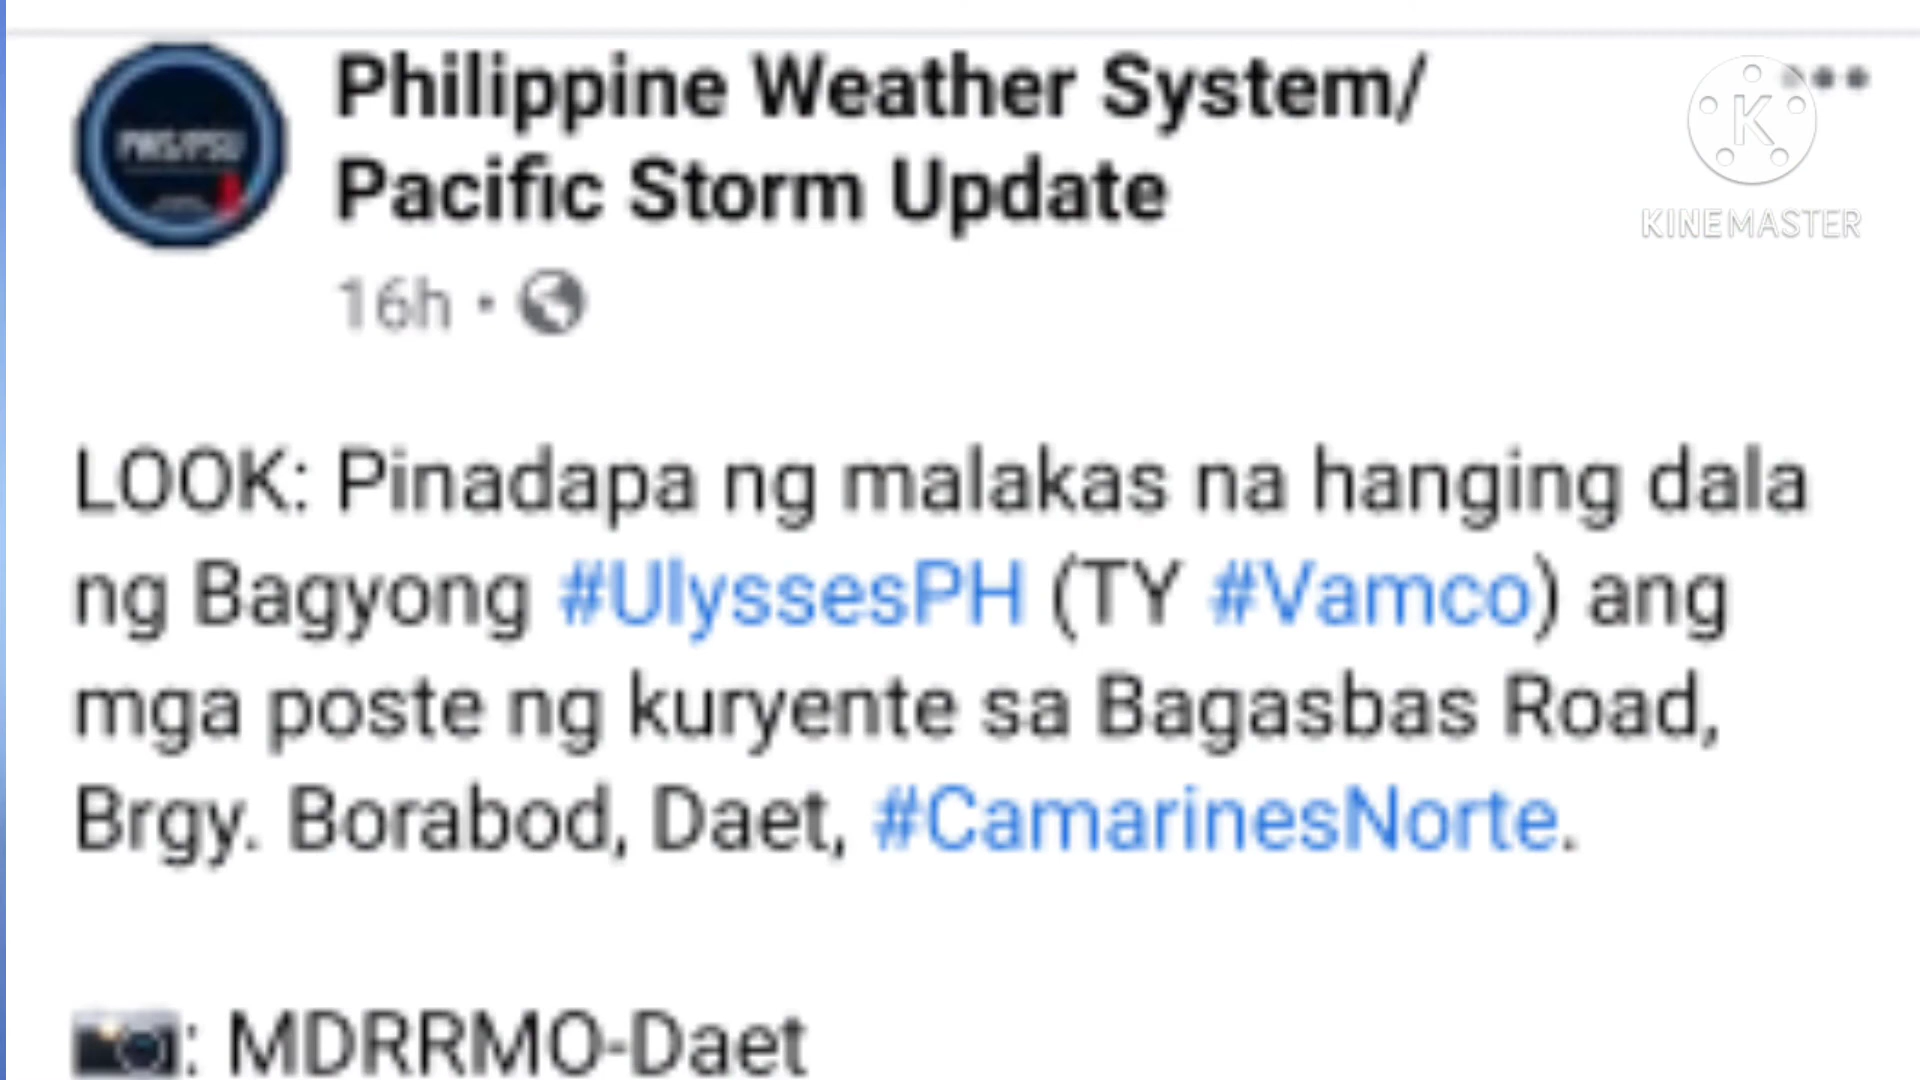 Philippine Weather System/
Pacific Storm Update
KINEMASTER
16h
LOOK: Pinadapa ng malakas na hanging dala
ng Bagyong #UlyssesPH (TY #Vamco) ang
mga poste ng kuryente sa Bagasbas Road,
Brgy. Borabod, Daet, #CamarinesNorte.
: MDRRMO-Daet